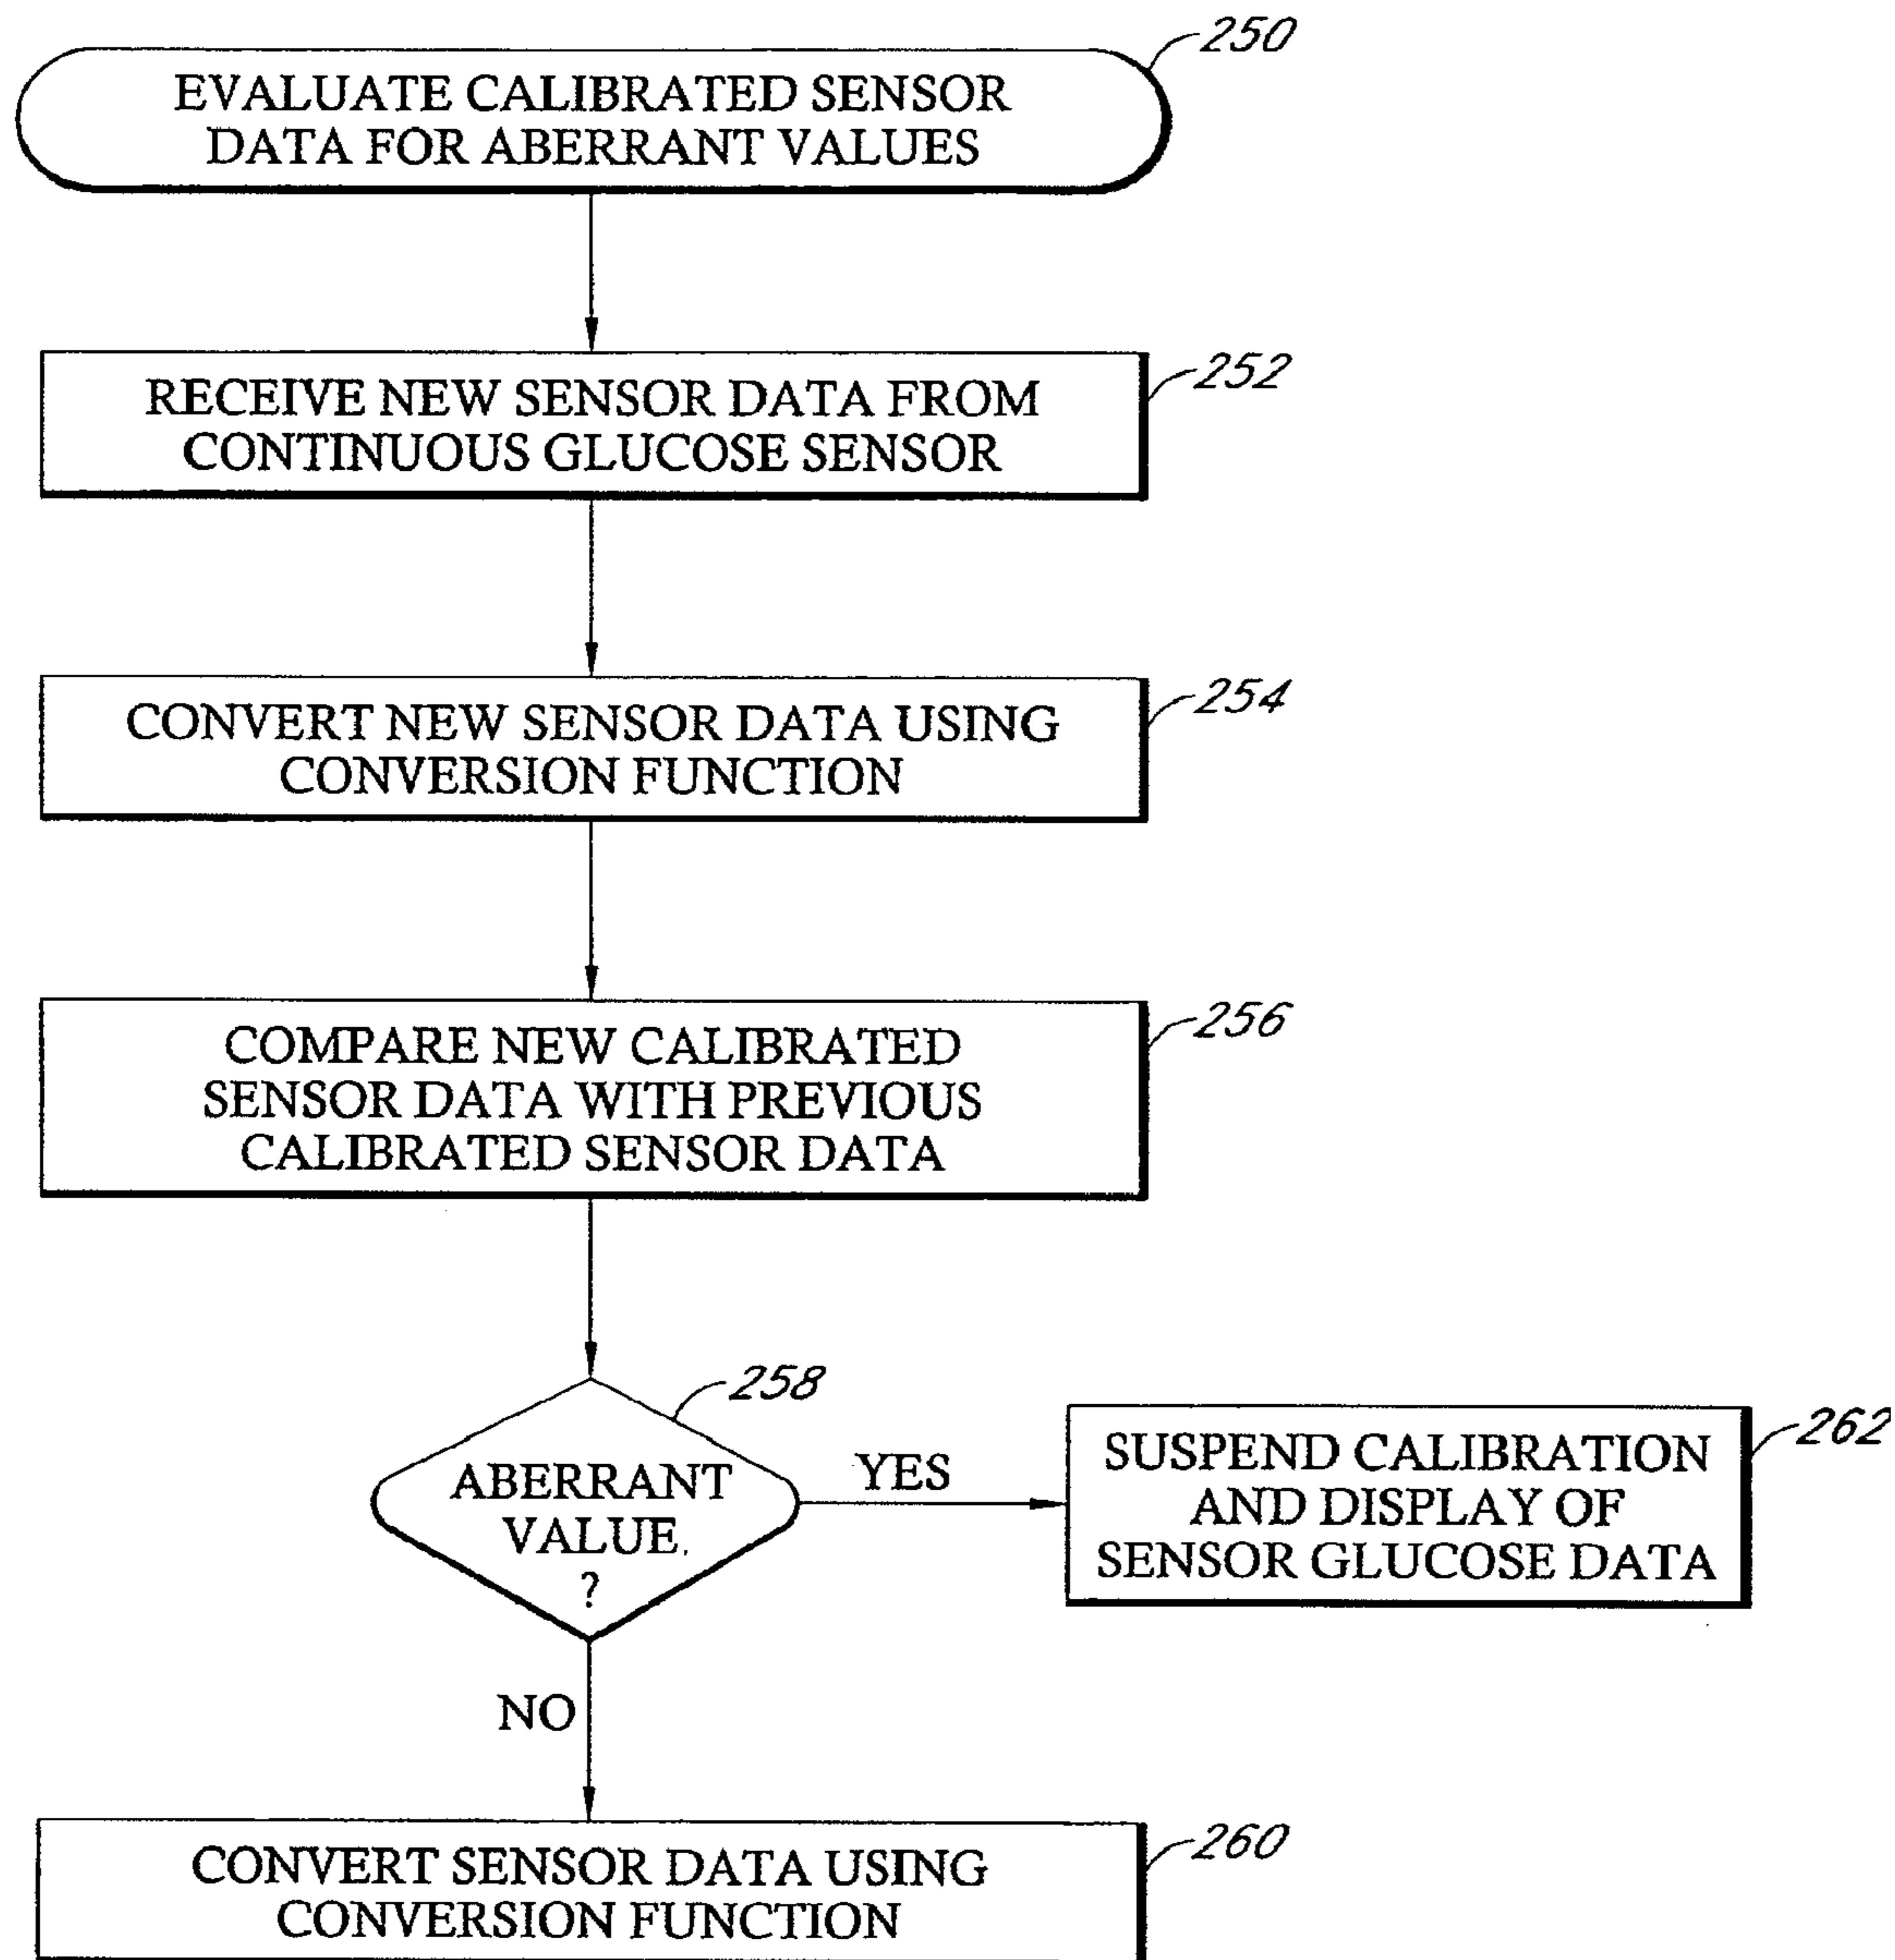 250
EVALUATE CALIBRATED SENSOR
DATA FOR ABERRANT VALUES
252
RECEIVE NEW SENSOR DATA FROM
CONTINUOUS GLUCOSE SENSOR
254
CONVERT NEW SENSOR DATA USING
CONVERSION FUNCTION
256
COMPARE NEW CALIBRATED
SENSOR DATA WITH PREVIOUS
CALIBRATED SENSOR DATA
258
ABERRANT
VALUE
?
YES
262
SUSPEND CALIBRATION
AND DISPLAY OF
SENSOR GLUCOSE DATA
NO
260
CONVERT SENSOR DATA USING
CONVERSION FUNCTION